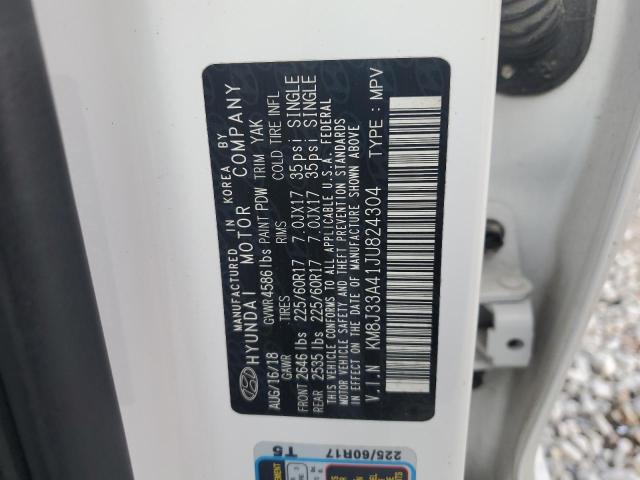 MANUFACTURED IN KOREA BY
HYUNDAI MOTOR COMPANY
AUG/16/18 GVWR 4586 lbs PAINT PDW TRIM YAK
GAWR TIRES RIMS COLD TIRE INFL
FRONT 2646 lbs 225/60R17 7.0JX17 35psi SINGLE
REAR 2535 lbs 225/60R17 7.0JX17 35psi SINGLE
THIS VEHICLE CONFORMS TO ALL APPLICABLE U.S.A. FEDERAL
MOTOR VEHICLE SAFETY AND THEFT PREVENTION STANDARDS
IN EFFECT ON THE DATE OF MANUFACTURE SHOWN ABOVE
V.I.N KM8J33A41JU824304 TYPE : MPV
225/60R17
T5